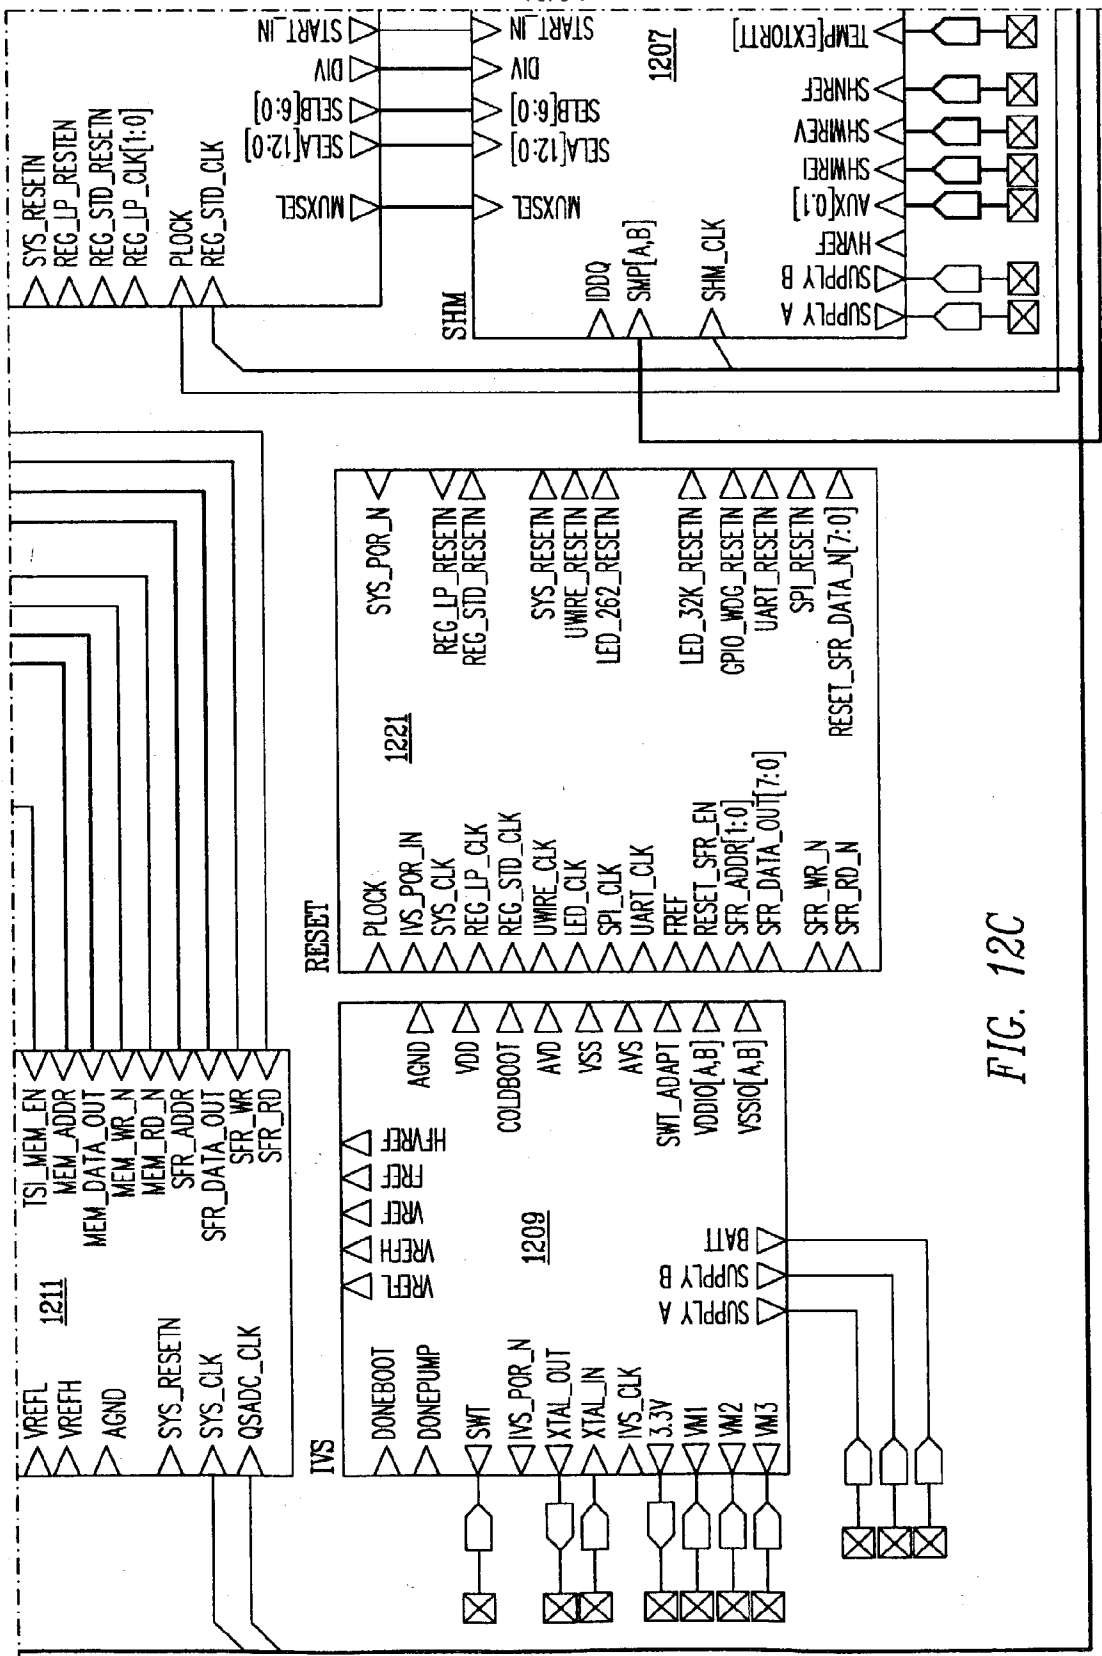 SYS_RESETN
REG_LP_RESTEN
REG_STD_RESETN
REG_LP_CLK[1:0]
PLOCK
REG_STD_CLK
START_IN
DIV
SELB[6:0]
SELA[12:0]
MUXSEL
SHM
START_IN
DIV
SELB[6:0]
SELA[12:0]
MUXSEL
1207
IDDQ
SMP[A,B]
SHM_CLK
TEMP[EXTORTT]
SHNREF
SHWIREV
SHWIREI
AUX[0.1]
HVREF
SUPPLY B
SUPPLY A
1211
VREFL
VREFH
AGND
SYS_RESETN
SYS_CLK
QSADC_CLK
TSI_MEM_EN
MEM_ADDR
MEM_DATA_OUT
MEM_WR_N
MEM_RD_N
SFR_ADDR
SFR_DATA_OUT
SFR_WR
SFR_RD
RESET
1221
PLOCK
IVS_POR_IN
SYS_CLK
REG_LP_CLK
REG_STD_CLK
UWIRE_CLK
LED_CLK
SPI_CLK
UART_CLK
FREF
RESET_SFR_EN
SFR_ADDR[1:0]
SFR_DATA_OUT[7:0]
SFR_WR_N
SFR_RD_N
SYS_POR_N
REG_LP_RESETN
REG_STD_RESETN
SYS_RESETN
UWIRE_RESETN
LED_262_RESETN
LED_32K_RESETN
GPIO_WDG_RESETN
UART_RESETN
SPI_RESETN
RESET_SFR_DATA_N[7:0]
IVS
1209
DONEBOOT
DONEPUMP
SWT
IVS_POR_N
XTAL_OUT
XTAL_IN
IVS_CLK
3.3V
VM1
VM2
VM3
VREFL
VREFH
VREF
FREF
HFVREF
AGND
VDD
COLDBOOT
AVD
VSS
AVS
SWT_ADAPT
VDDIO[A,B]
VSSIO[A,B]
SUPPLY A
SUPPLY B
BATT
FIG. 12C